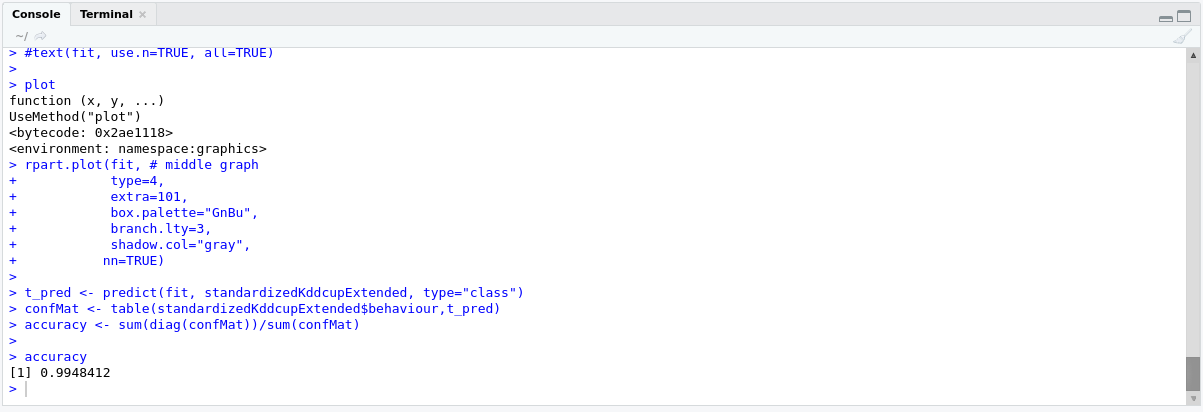 Console Terminal ×
~/
> #text(fit, use.n=TRUE, all=TRUE)
>
> plot
function (x, y, ...)
UseMethod("plot")
<bytecode: 0x2ae1118>
<environment: namespace:graphics>
> rpart.plot(fit, # middle graph
+            type=4,
+            extra=101,
+            box.palette="GnBu",
+            branch.lty=3,
+            shadow.col="gray",
+           nn=TRUE)
>
> t_pred <- predict(fit, standardizedKddcupExtended, type="class")
> confMat <- table(standardizedKddcupExtended$behaviour,t_pred)
> accuracy <- sum(diag(confMat))/sum(confMat)
>
> accuracy
[1] 0.9948412
>